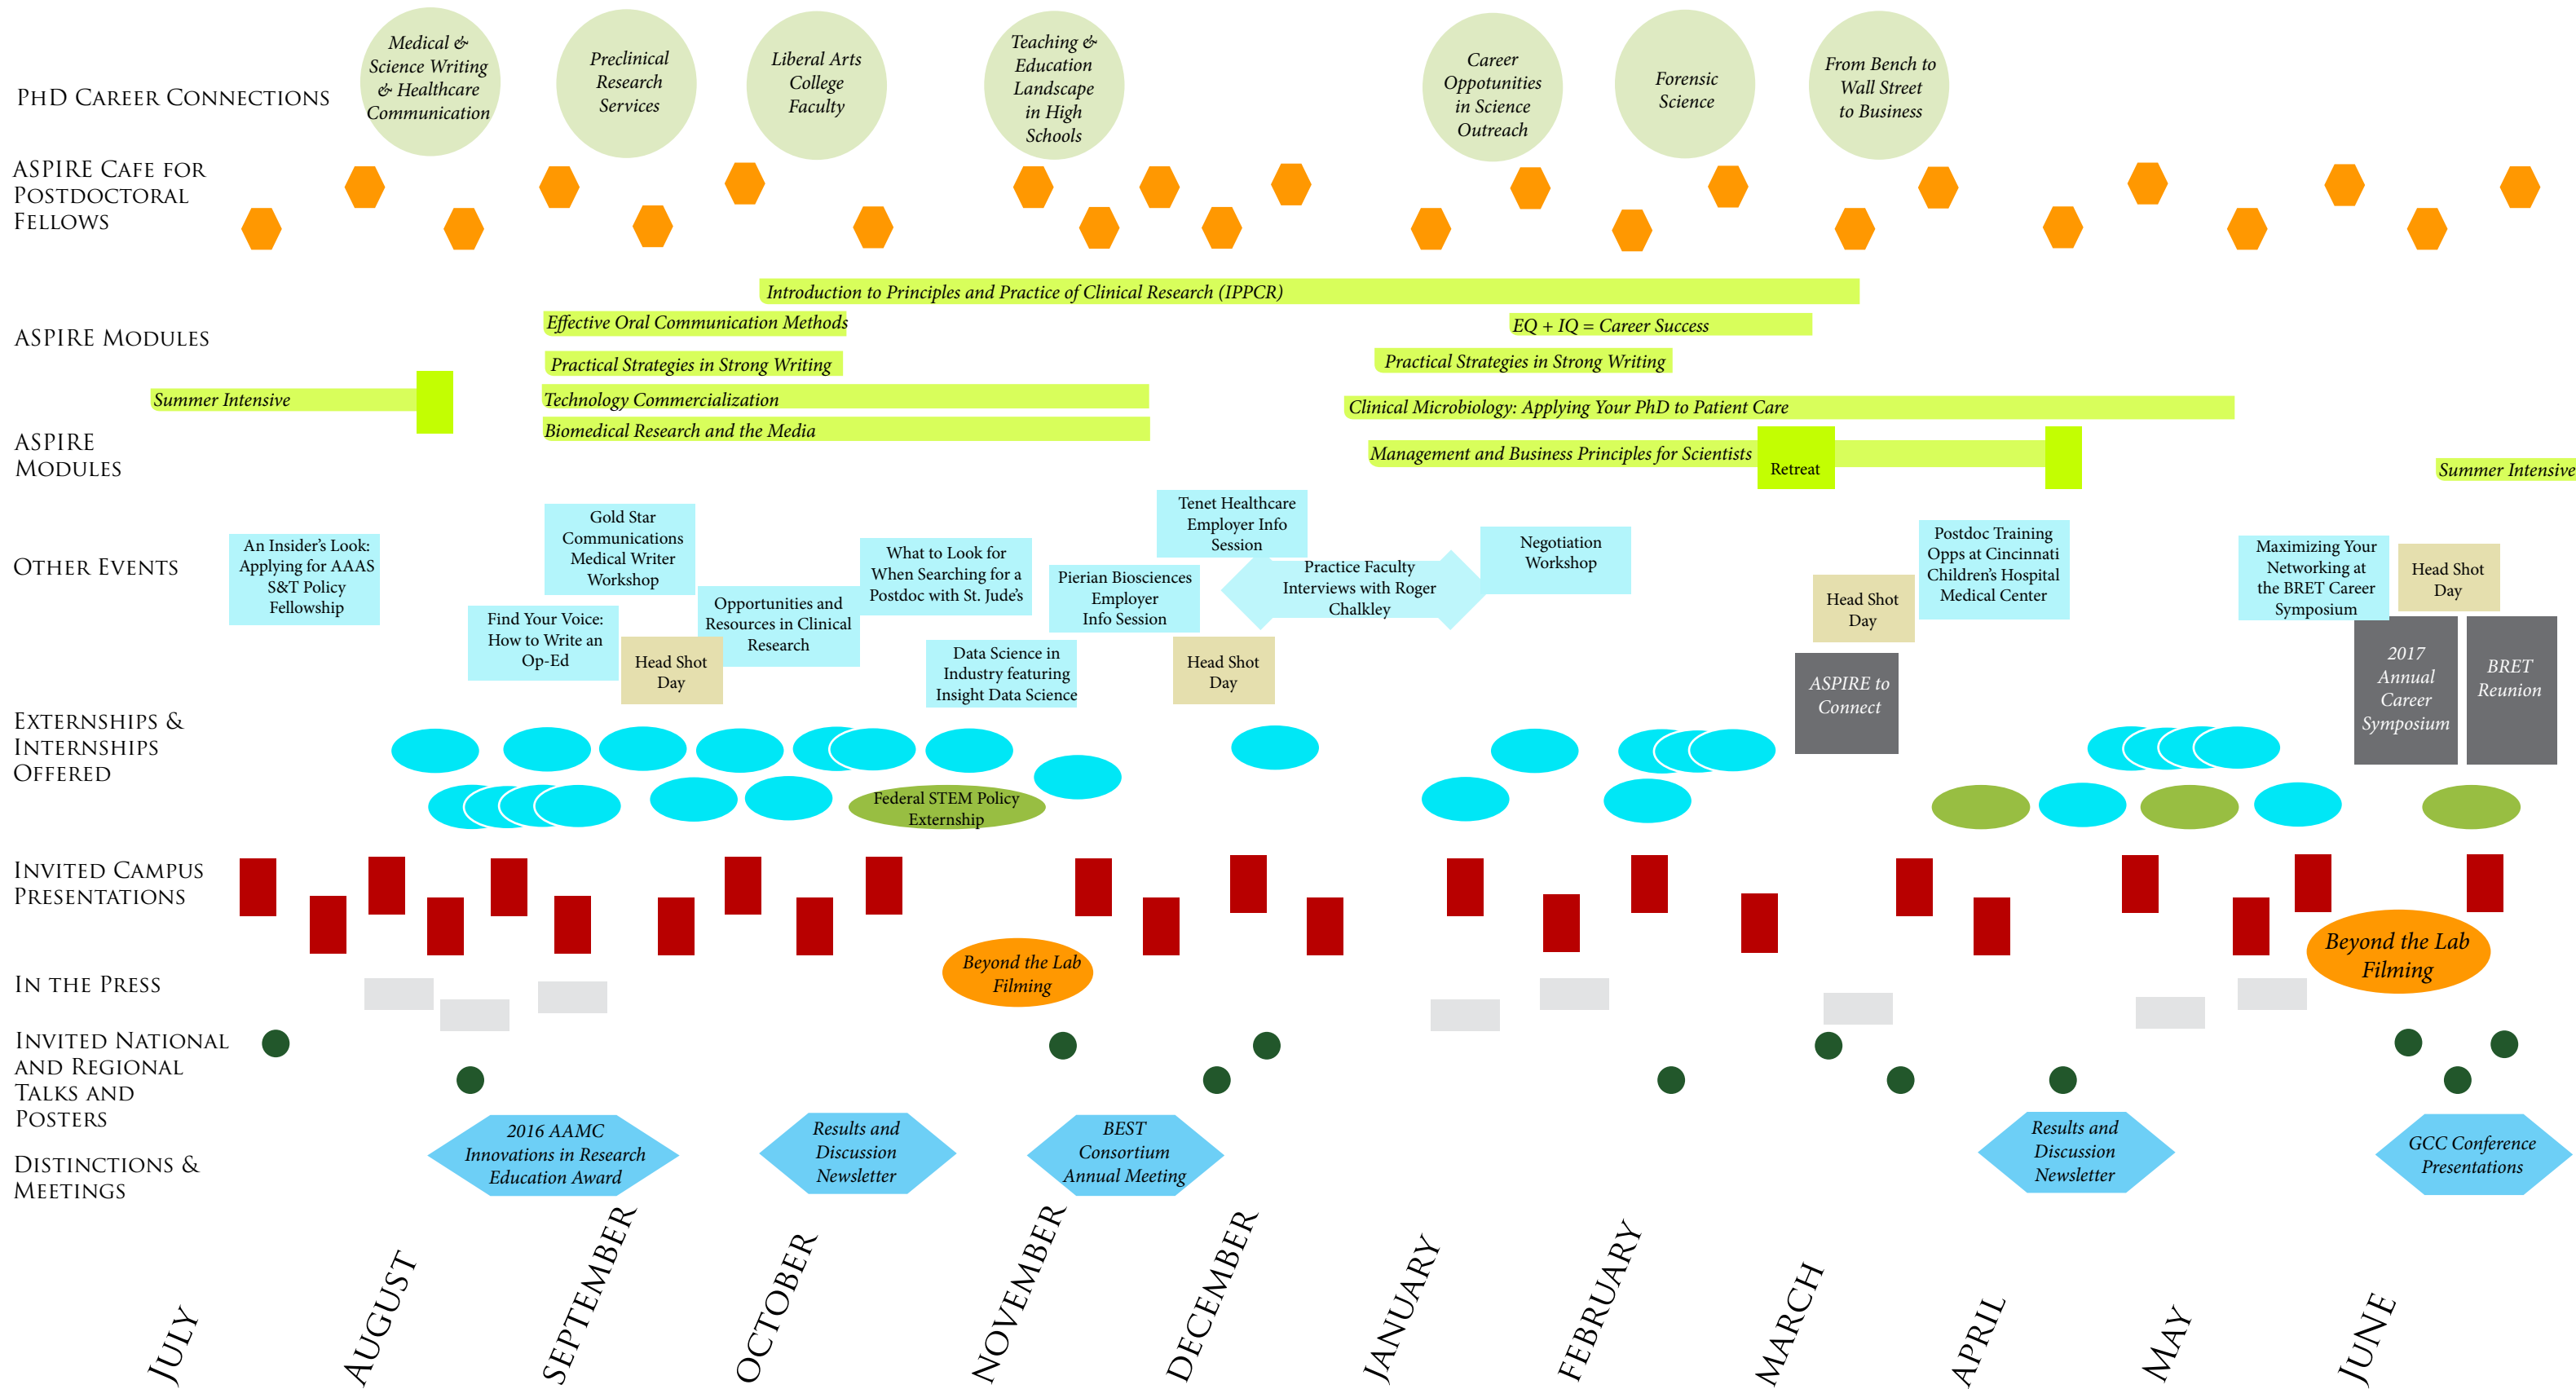 PhD Career Connections
Medical &
Science Writing
& Healthcare
Communication
Preclinical
Research
Services
Liberal Arts
College
Faculty
Teaching &
Education
Landscape
in High
Schools
Career
Oppotunities
in Science
Outreach
Forensic
Science
From Bench to
Wall Street
to Business
ASPIRE Cafe for
Postdoctoral
Fellows
ASPIRE Modules
Introduction to Principles and Practice of Clinical Research (IPPCR)
Effective Oral Communication Methods
EQ + IQ = Career Success
Practical Strategies in Strong Writing
Practical Strategies in Strong Writing
Summer Intensive
Technology Commercialization
Clinical Microbiology: Applying Your PhD to Patient Care
Biomedical Research and the Media
ASPIRE
Modules
Management and Business Principles for Scientists
Retreat
Summer Intensive
Other Events
An Insider's Look:
Applying for AAAS
S&T Policy
Fellowship
Gold Star
Communications
Medical Writer
Workshop
Find Your Voice:
How to Write an
Op-Ed
Head Shot
Day
Opportunities and
Resources in Clinical
Research
What to Look for
When Searching for a
Postdoc with St. Jude's
Data Science in
Industry featuring
Insight Data Science
Pierian Biosciences
Employer
Info Session
Tenet Healthcare
Employer Info
Session
Head Shot
Day
Practice Faculty
Interviews with Roger
Chalkley
Negotiation
Workshop
Head Shot
Day
ASPIRE to
Connect
Postdoc Training
Opps at Cincinnati
Children's Hospital
Medical Center
Maximizing Your
Networking at
the BRET Career
Symposium
Head Shot
Day
2017
Annual
Career
Symposium
BRET
Reunion
Externships &
Internships
Offered
Federal STEM Policy
Externship
Invited Campus
Presentations
Beyond the Lab
Filming
Beyond the Lab
Filming
In the Press
Invited National
and Regional
Talks and
Posters
Distinctions &
Meetings
2016 AAMC
Innovations in Research
Education Award
Results and
Discussion
Newsletter
BEST
Consortium
Annual Meeting
Results and
Discussion
Newsletter
GCC Conference
Presentations
July
August
September
October
November
December
January
February
March
April
May
June